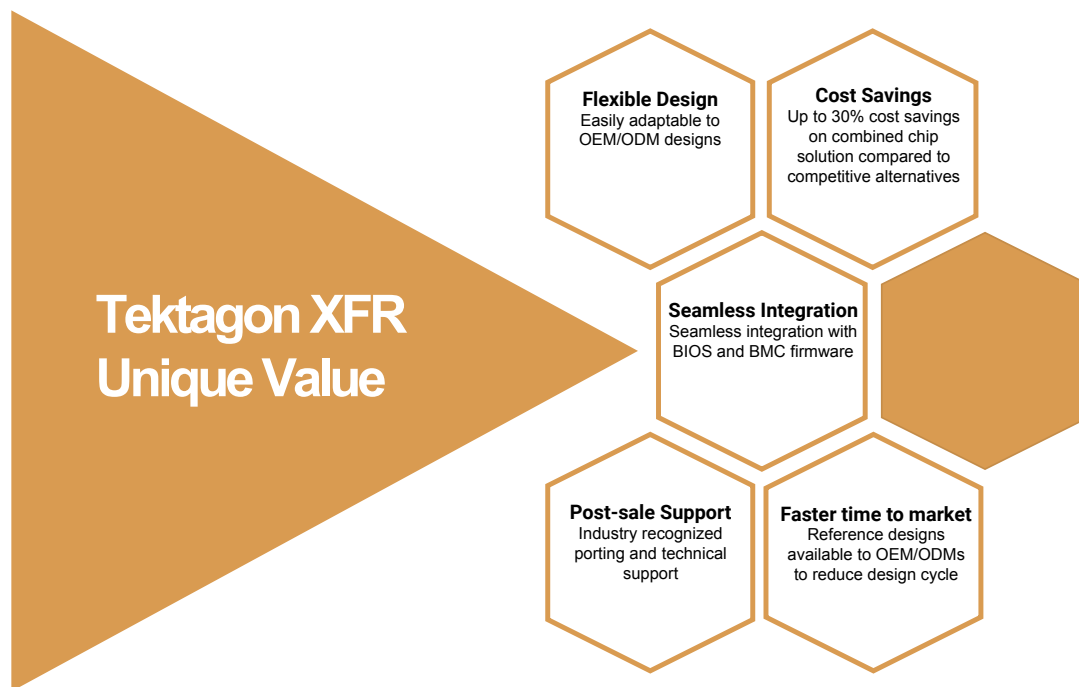 Tektagon XFR
Unique Value
Flexible Design
Easily adaptable to
OEM/ODM designs
Cost Savings
Up to 30% cost savings
on combined chip
solution compared to
competitive alternatives
Seamless Integration
Seamless integration with
BIOS and BMC firmware
Post-sale Support
Industry recognized
porting and technical
support
Faster time to market
Reference designs
available to OEM/ODMs
to reduce design cycle